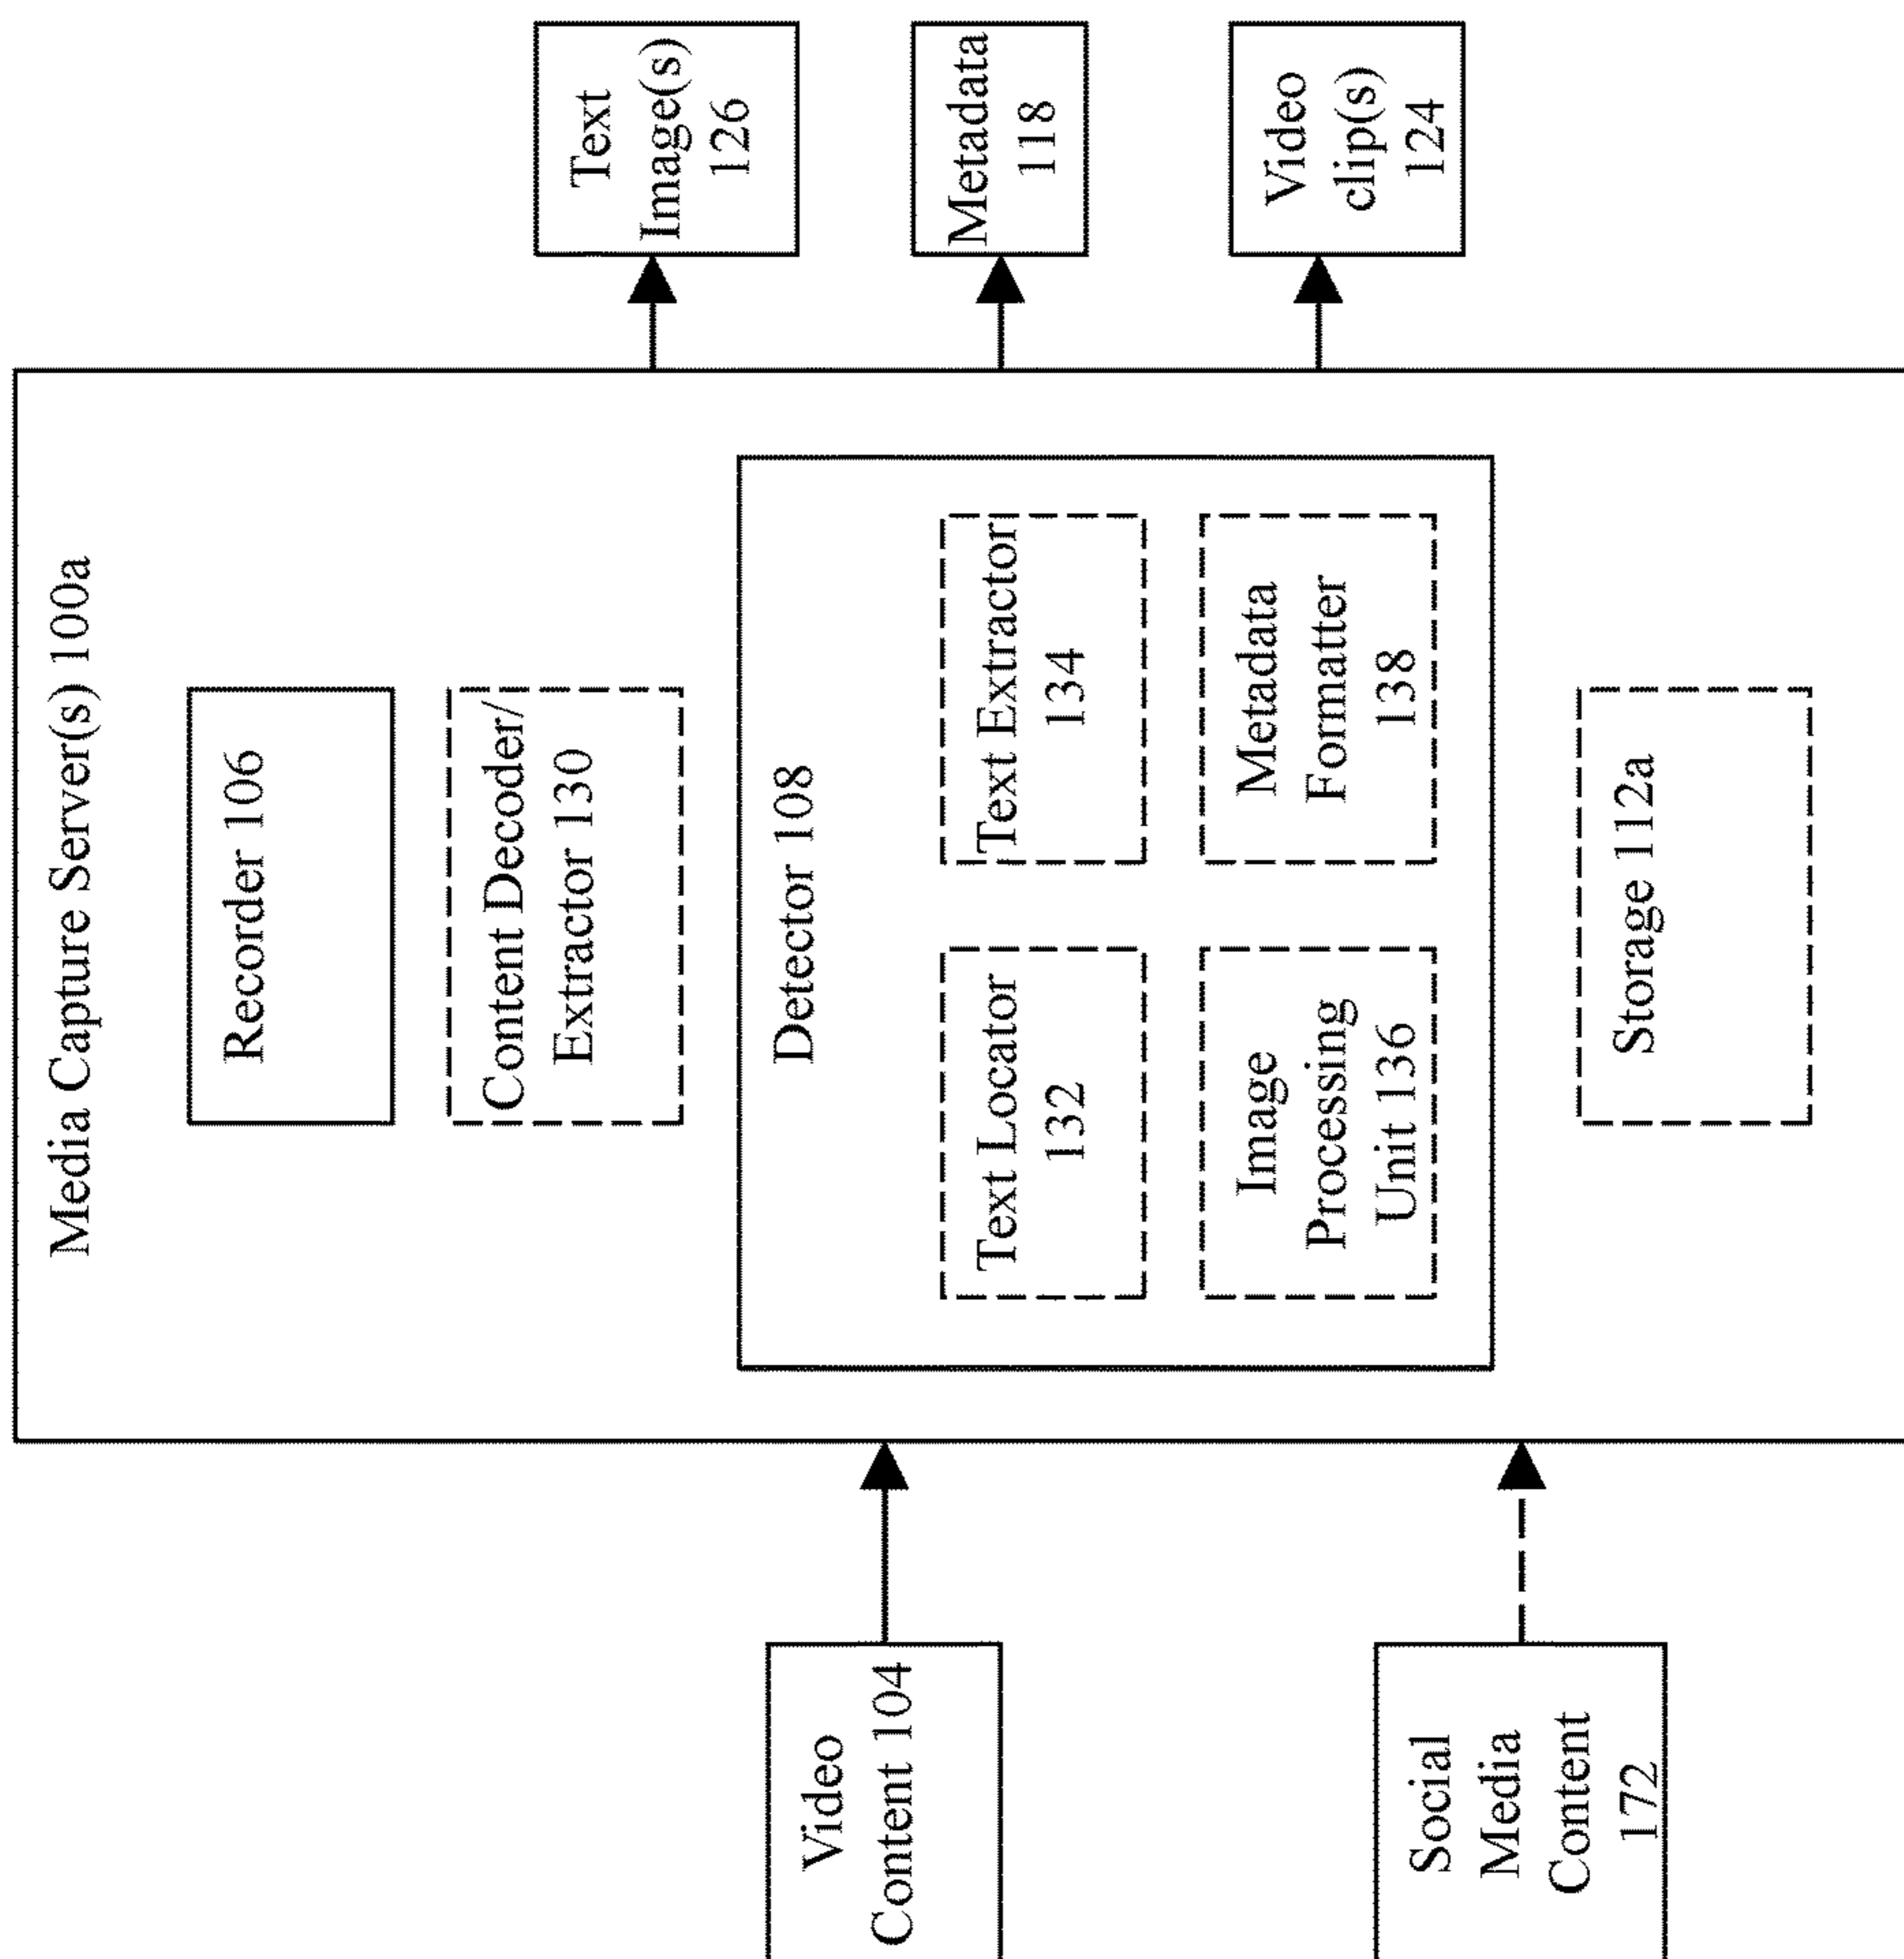 Media Capture Server(s) 100a
Recorder 106
Content Decoder/
Extractor 130
Detector 108
Text Locator
132
Text Extractor
134
Image
Processing
Unit 136
Metadata
Formatter
138
Storage 112a
Video
Content 104
Social
Media
Content
172
Text
Image(s)
126
Metadata
118
Video
clip(s)
124